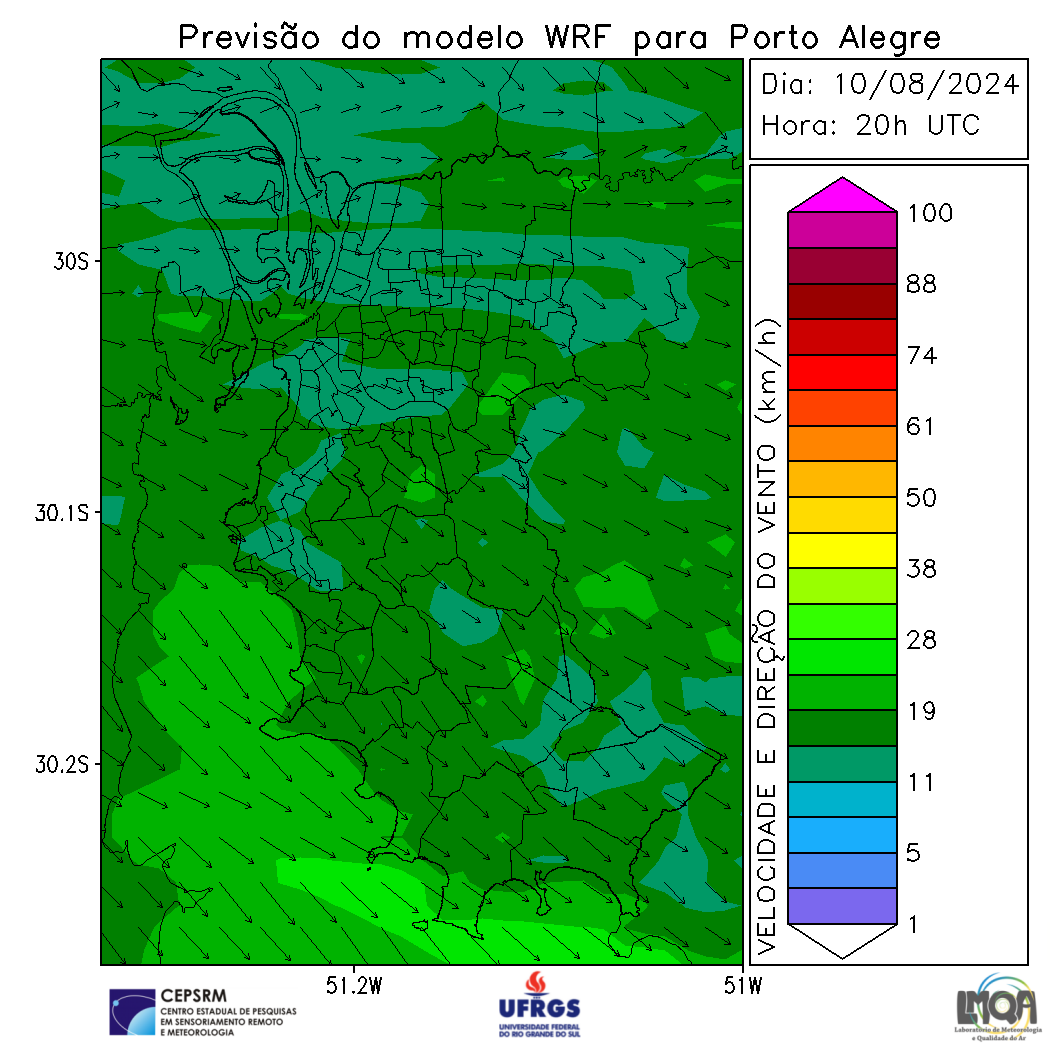 Previsão do modelo WRF para Porto Alegre
Dia: 10/08/2024
Hora: 20h UTC
100
88
74
61
50
38
28
19
11
5
1
VELOCIDADE E DIREÇÃO DO VENTO (km/h)
30S
30.1S
30.2S
51.2W
51W
CEPSRM
CENTRO ESTADUAL DE PESQUISAS
EM SENSORIAMENTO REMOTO
E METEOROLOGIA
UFRGS
UNIVERSIDADE FEDERAL
DO RIO GRANDE DO SUL
LMQA
Laboratório de Meteorologia
e Qualidade do Ar